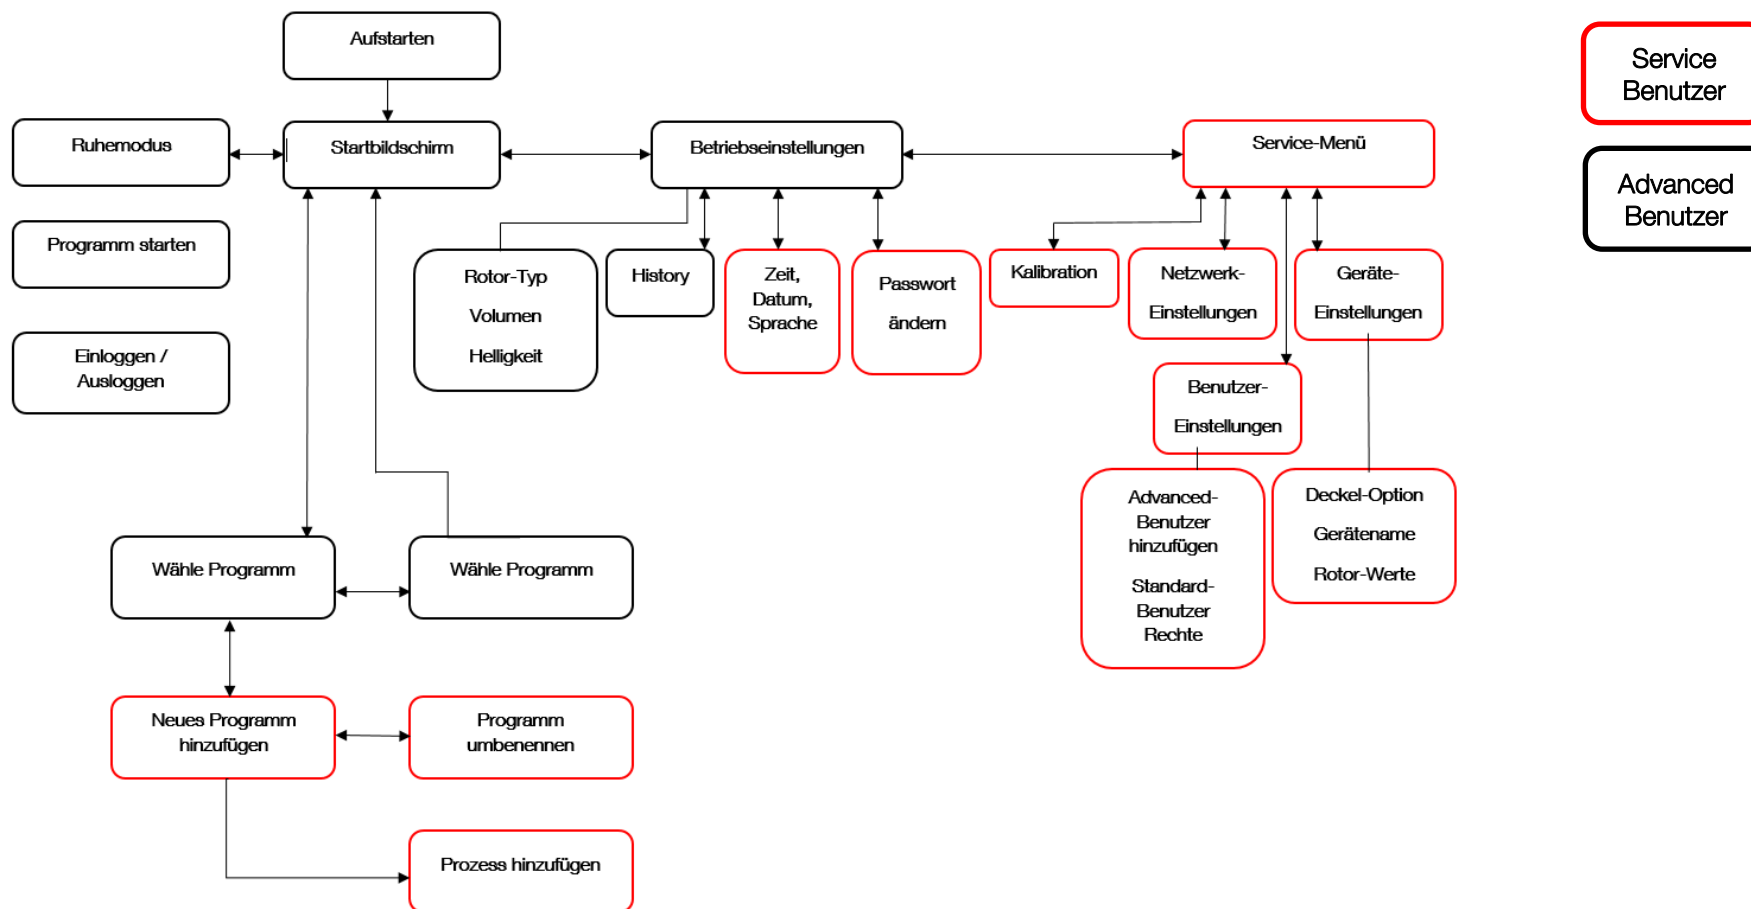 Aufstarten
Service
Benutzer
Ruhemodus
Startbildschirm
Betriebseinstellungen
Service-Menü
Advanced
Benutzer
Programm starten
Rotor-Typ
Volumen
Helligkeit
History
Zeit,
Datum,
Sprache
Passwort
ändern
Kalibration
Netzwerk-
Einstellungen
Geräte-
Einstellungen
Einloggen /
Ausloggen
Benutzer-
Einstellungen
Advanced-
Benutzer
hinzufügen
Standard-
Benutzer
Rechte
Deckel-Option
Gerätename
Rotor-Werte
Wähle Programm
Wähle Programm
Neues Programm
hinzufügen
Programm
umbenennen
Prozess hinzufügen